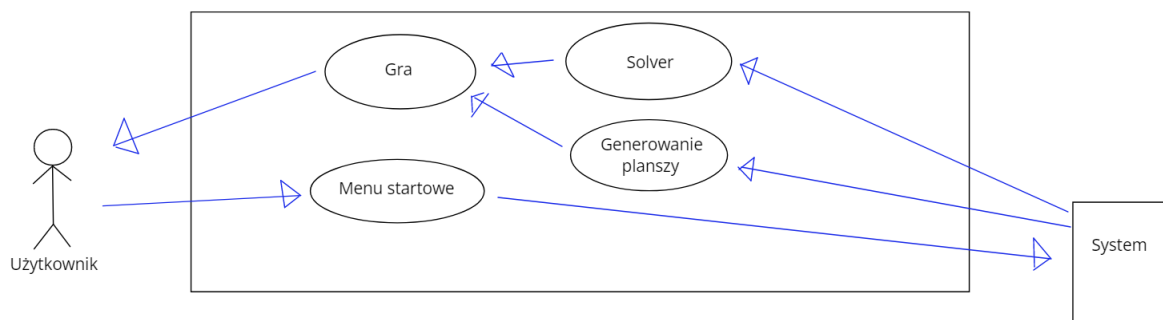 Gra
Solver
Generowanie
planszy
Menu startowe
Użytkownik
System